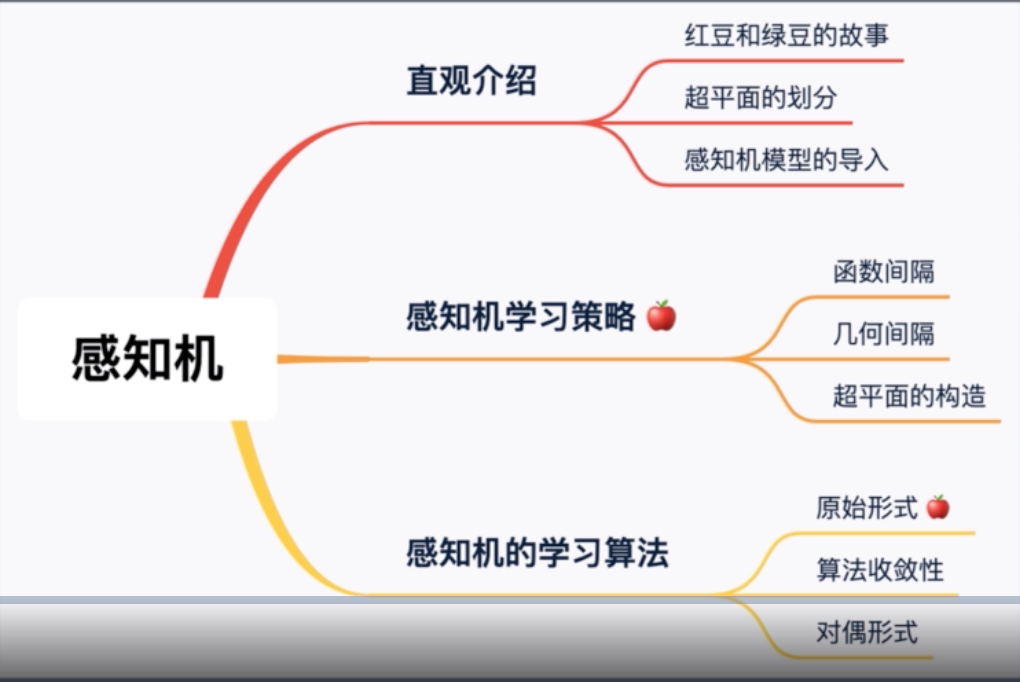 感知机
直观介绍
红豆和绿豆的故事
超平面的划分
感知机模型的导入
感知机学习策略 🍎
函数间隔
几何间隔
超平面的构造
感知机的学习算法
原始形式 🍎
算法收敛性
对偶形式